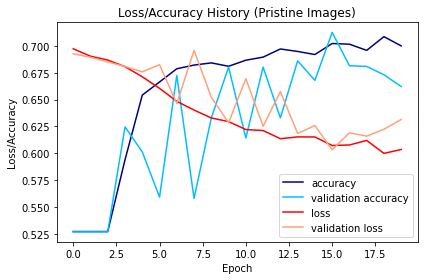 Loss/Accuracy History (Pristine Images)
Loss/Accuracy
0.700
0.675
0.650
0.625
0.600
0.575
0.550
0.525
0.0
2.5
5.0
7.5
10.0
12.5
15.0
17.5
Epoch
accuracy
validation accuracy
loss
validation loss